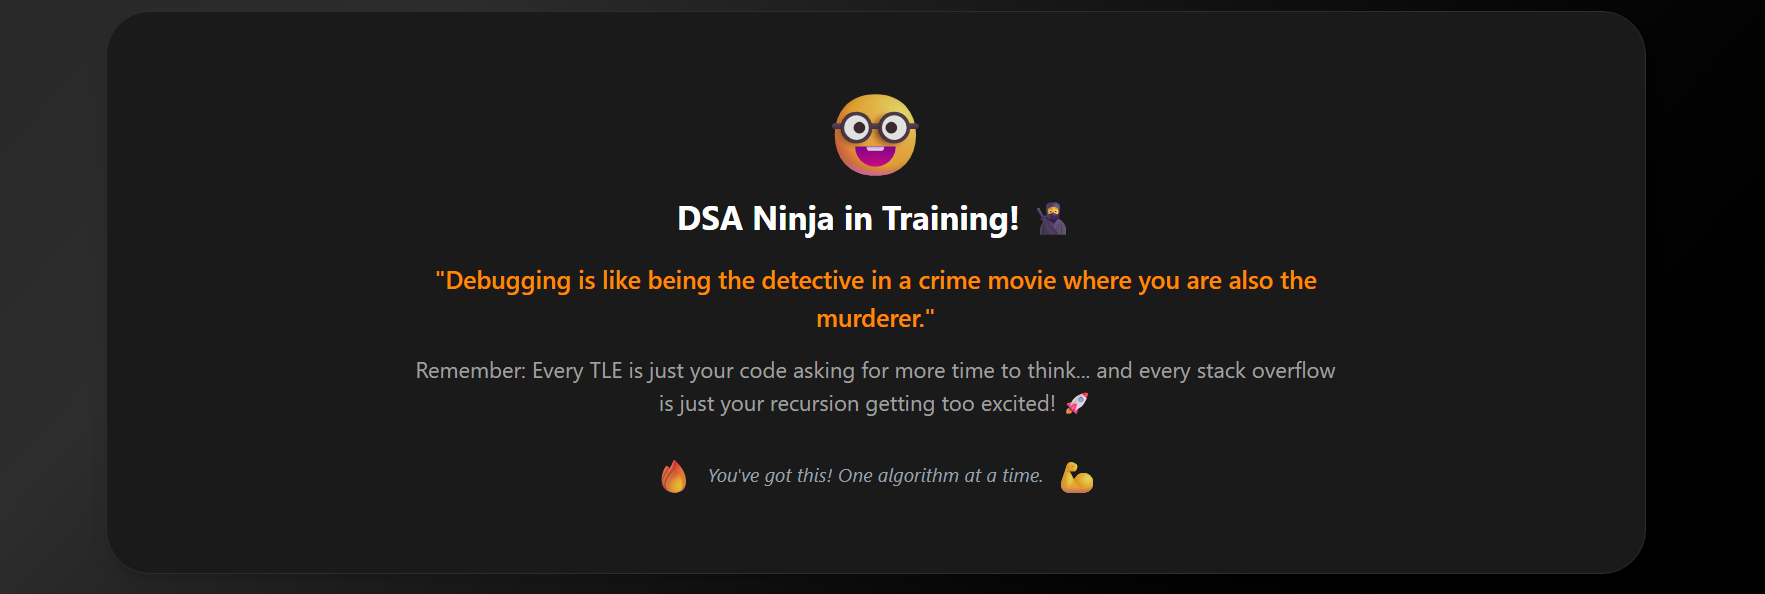 DSA Ninja in Training! 🥷
"Debugging is like being the detective in a crime movie where you are also the
murderer."
Remember: Every TLE is just your code asking for more time to think... and every stack overflow
is just your recursion getting too excited! 🚀
🔥 You've got this! One algorithm at a time. 💪